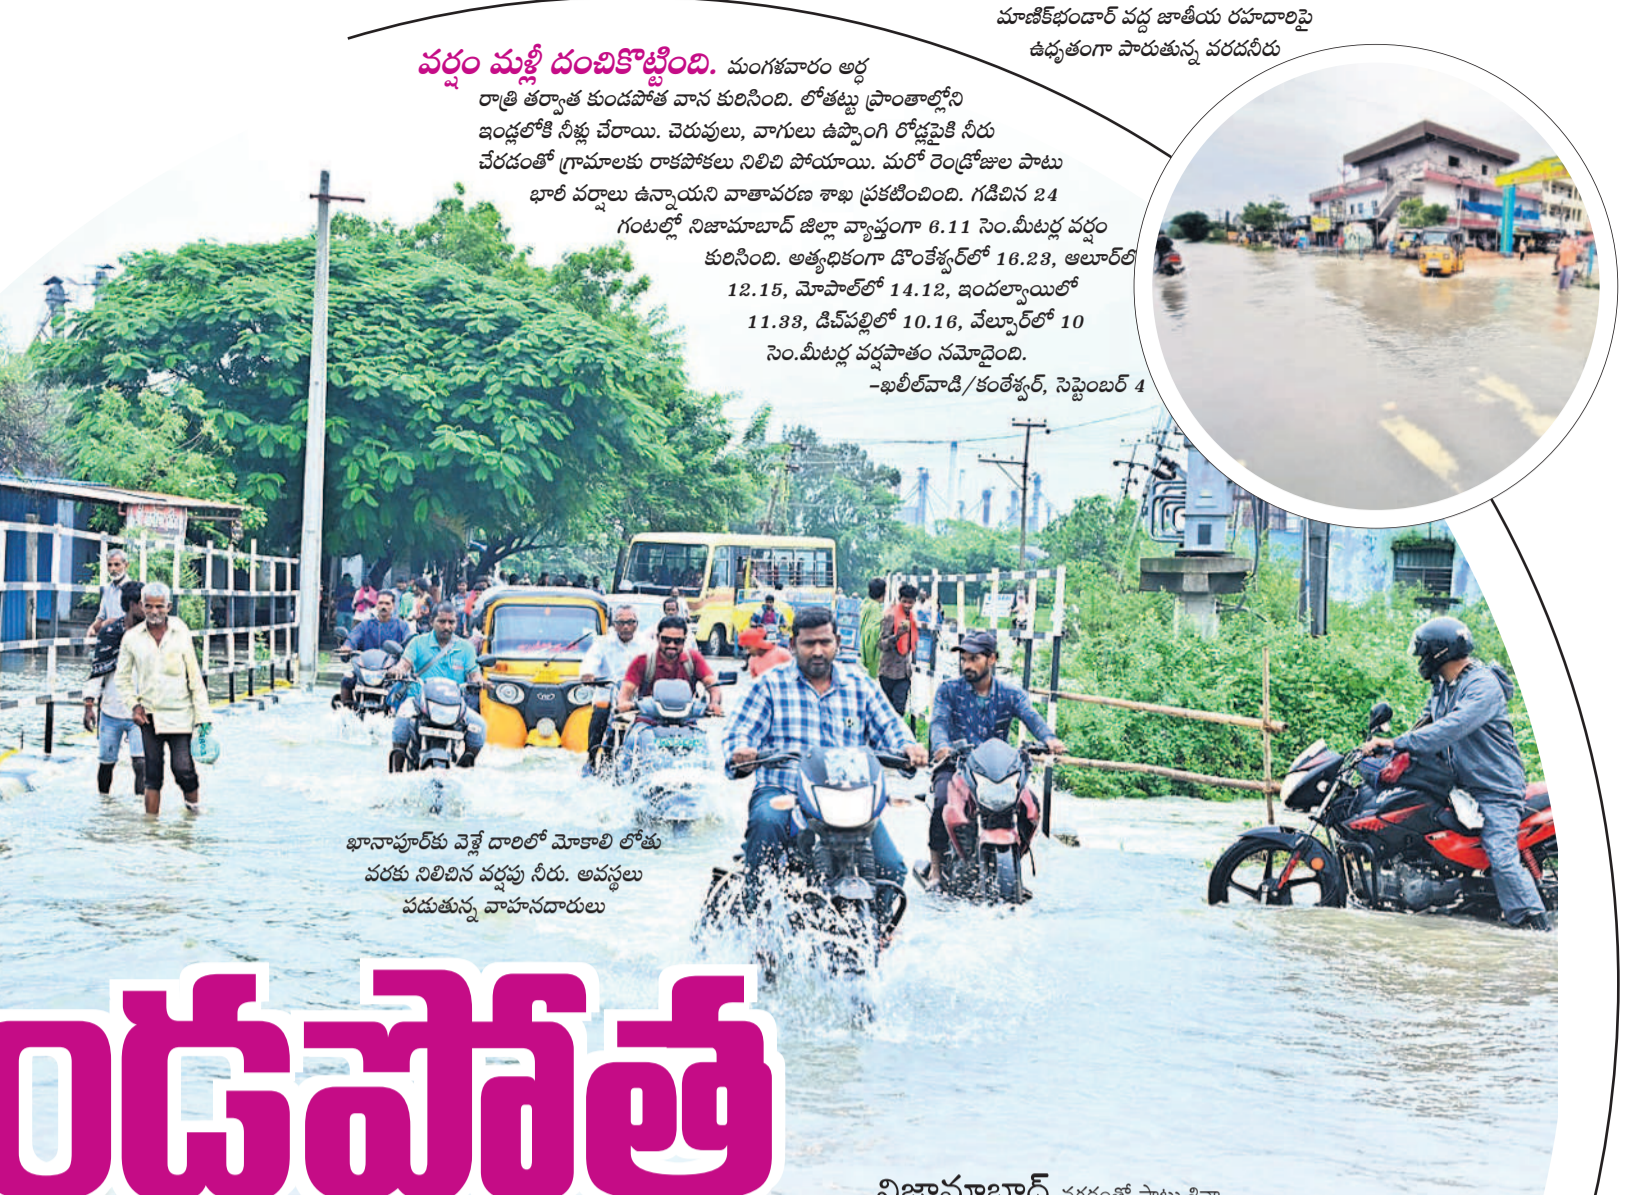 మాణిక్‌భండార్ వద్ద జాతీయ రహదారిపై
ఉధృతంగా పారుతున్న వరదనీరు
వర్షం మళ్లీ దంచికొట్టింది. మంగళవారం అర్ధ
రాత్రి తర్వాత కుండపోత వాన కురిసింది. లోతట్టు ప్రాంతాల్లోని
ఇండ్లలోకి నీళ్లు చేరాయి. చెరువులు, వాగులు ఉప్పొంగి రోడ్లపైకి నీరు
చేరడంతో గ్రామాలకు రాకపోకలు నిలిచి పోయాయి. మరో రెండ్రోజుల పాటు
భారీ వర్షాలు ఉన్నాయని వాతావరణ శాఖ ప్రకటించింది. గడిచిన 24
గంటల్లో నిజామాబాద్ జిల్లా వ్యాప్తంగా 6.11 సెం.మీటర్ల వర్షం
కురిసింది. అత్యధికంగా డొంకేశ్వర్‌లో 16.23, ఆలూర్‌లో
12.15, మోపాల్‌లో 14.12, ఇందల్వాయిలో
11.33, డిచ్‌పల్లిలో 10.16, వేల్పూర్‌లో 10
సెం.మీటర్ల వర్షపాతం నమోదైంది.
-ఖలీల్‌వాడి/కంఠేశ్వర్, సెప్టెంబర్ 4
ఖానాపూర్‌కు వెళ్లే దారిలో మోకాలి లోతు
వరకు నిలిచిన వర్షపు నీరు. అవస్థలు
పడుతున్న వాహనదారులు
ండపోత
నిజామాబాద్